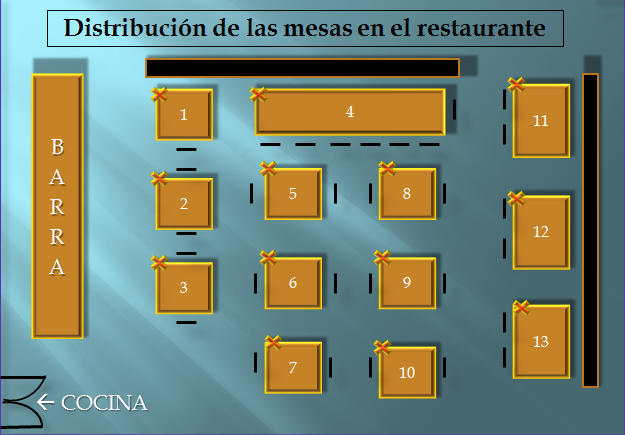 Distribución de las mesas en el restaurante
B
A
R
R
A
1
4
11
2
5
8
12
3
6
9
7
10
13
← COCINA